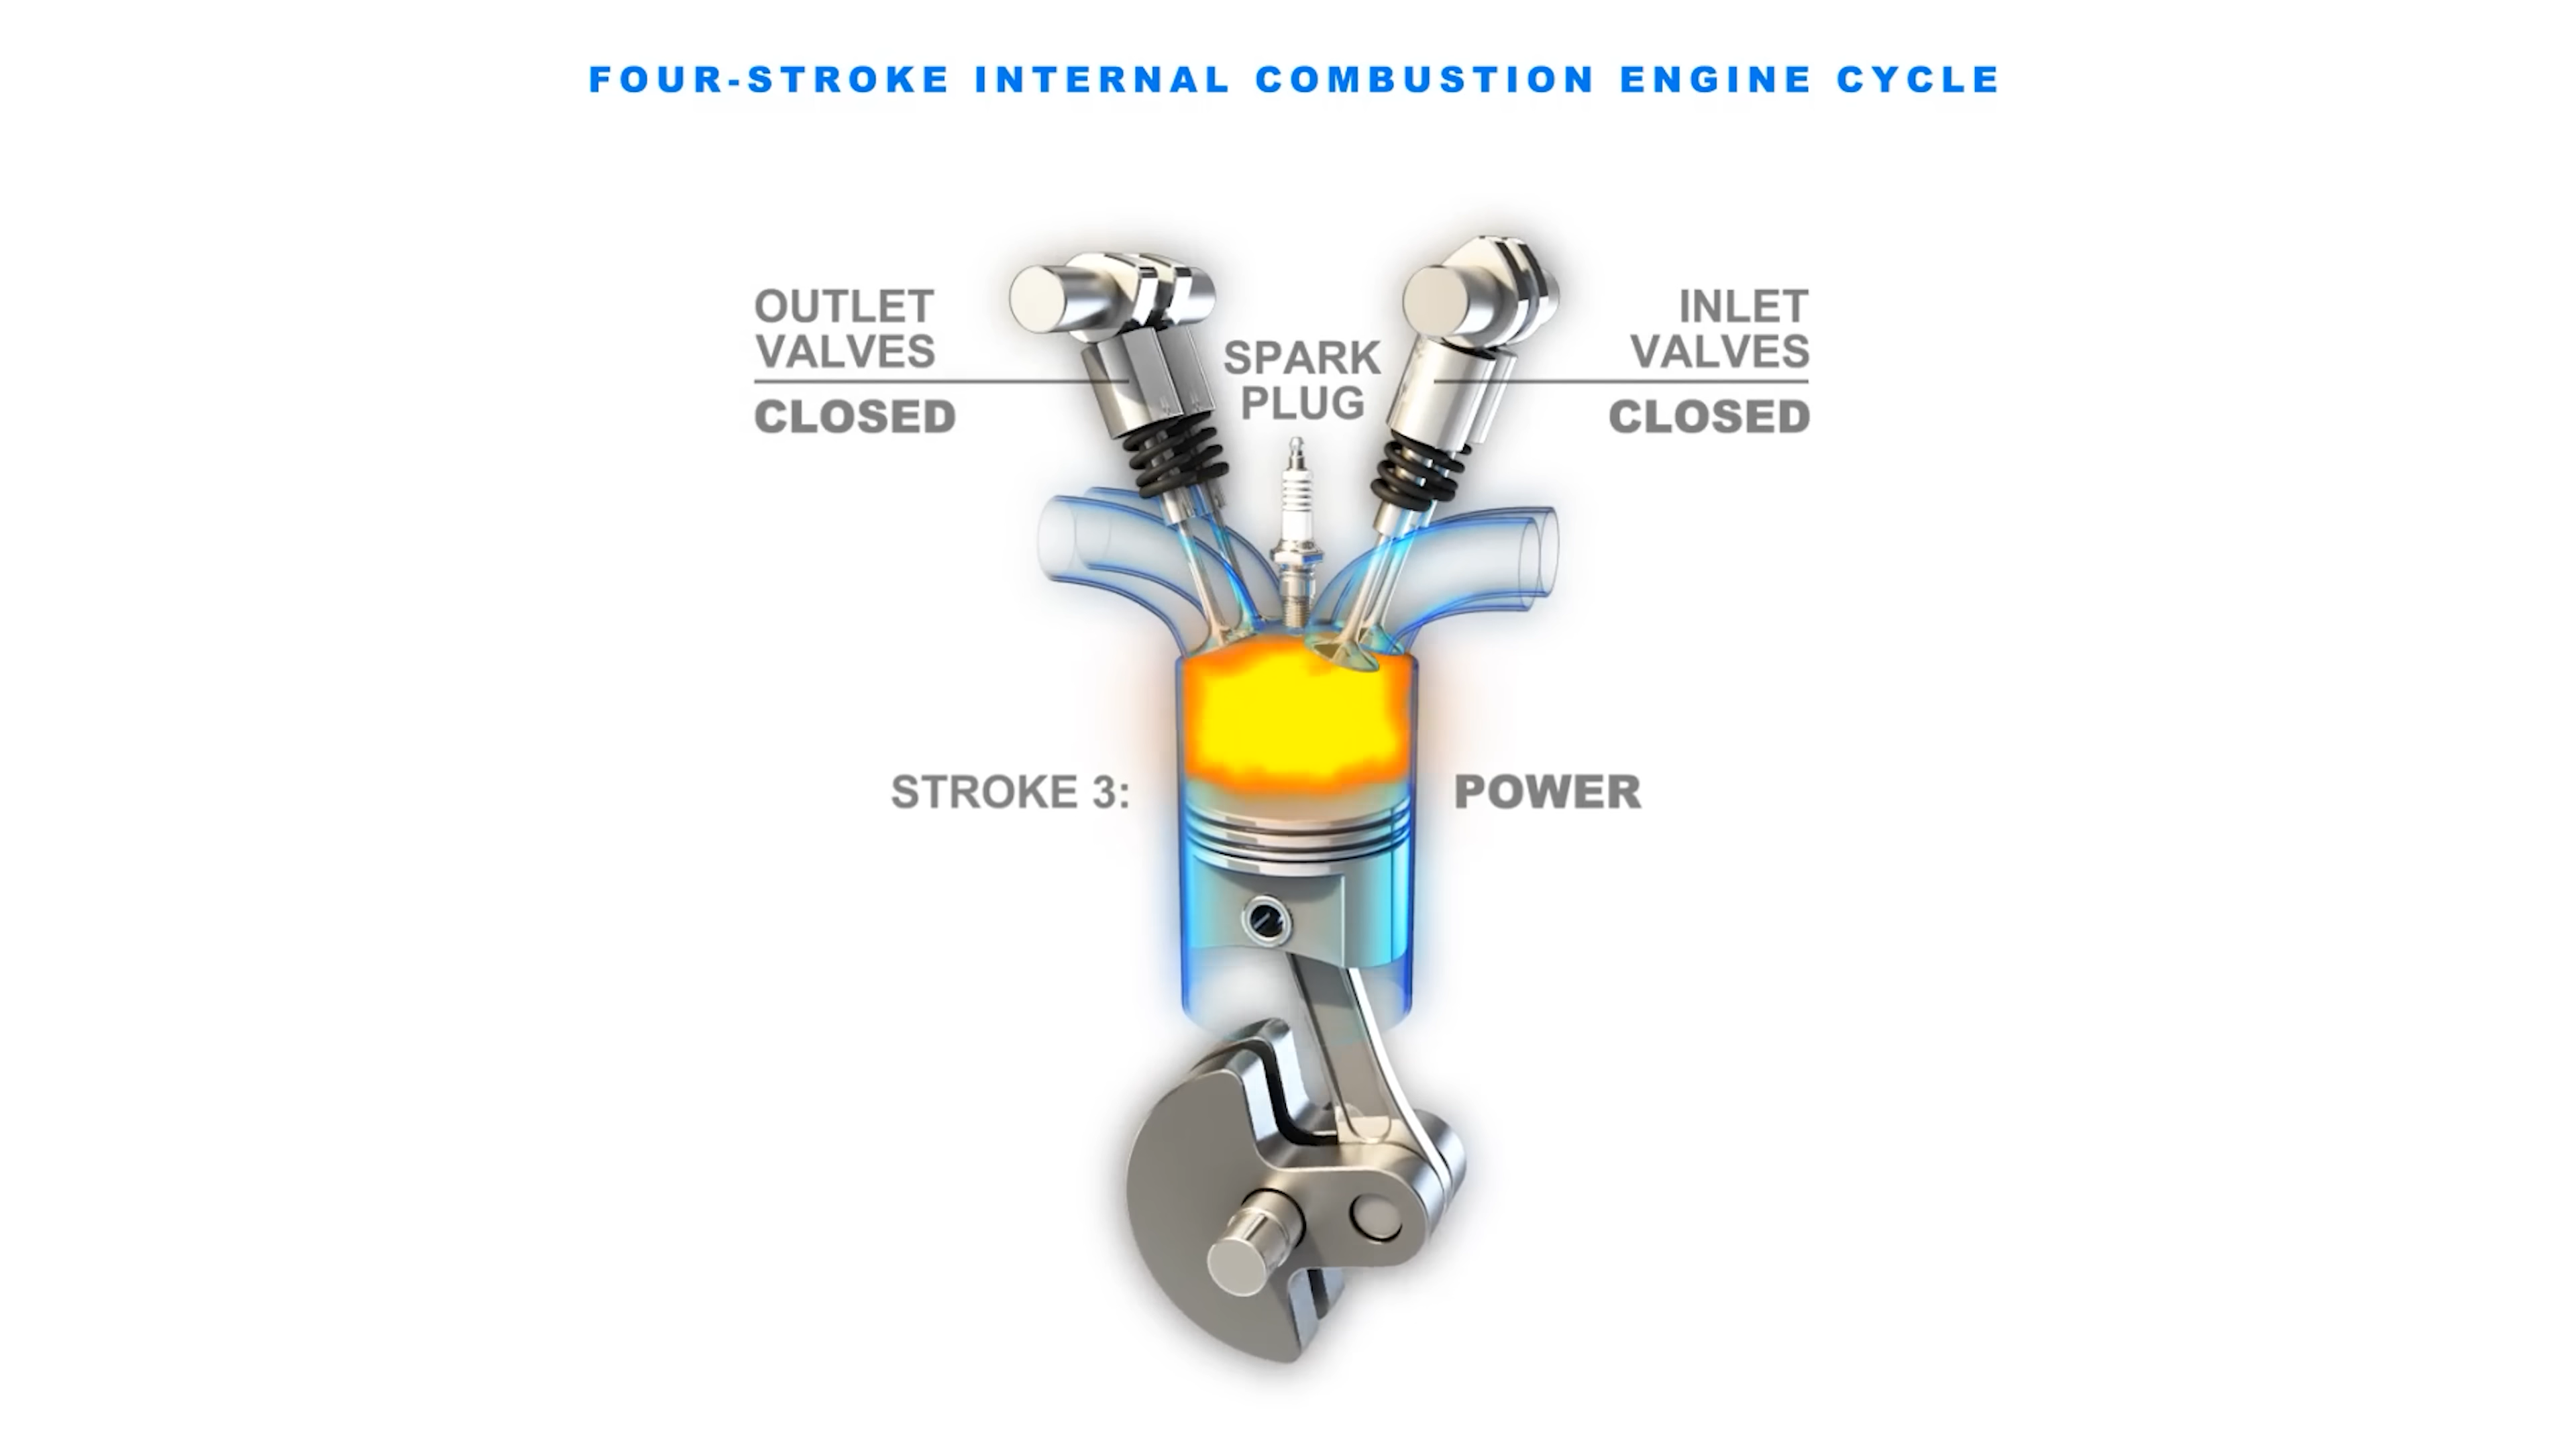 FOUR-STROKE INTERNAL COMBUSTION ENGINE CYCLE
OUTLET
VALVES
CLOSED
SPARK
PLUG
INLET
VALVES
CLOSED
STROKE 3:
POWER